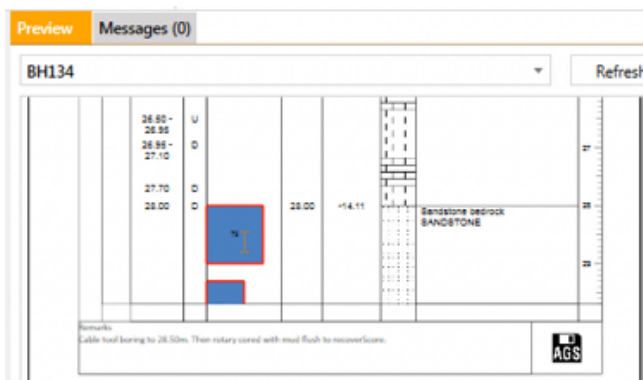 Preview Messages (0)
BH134 Refresh
26.50 - U
26.95
26.95 - D
27.10
27
27.70 D
28.00 D 28.00 -14.11 Sandstone bedrock 28
SANDSTONE
29
Remarks
Cable tool boring to 28.50m. Then rotary cored with mud flush to recoverScore.
AGS